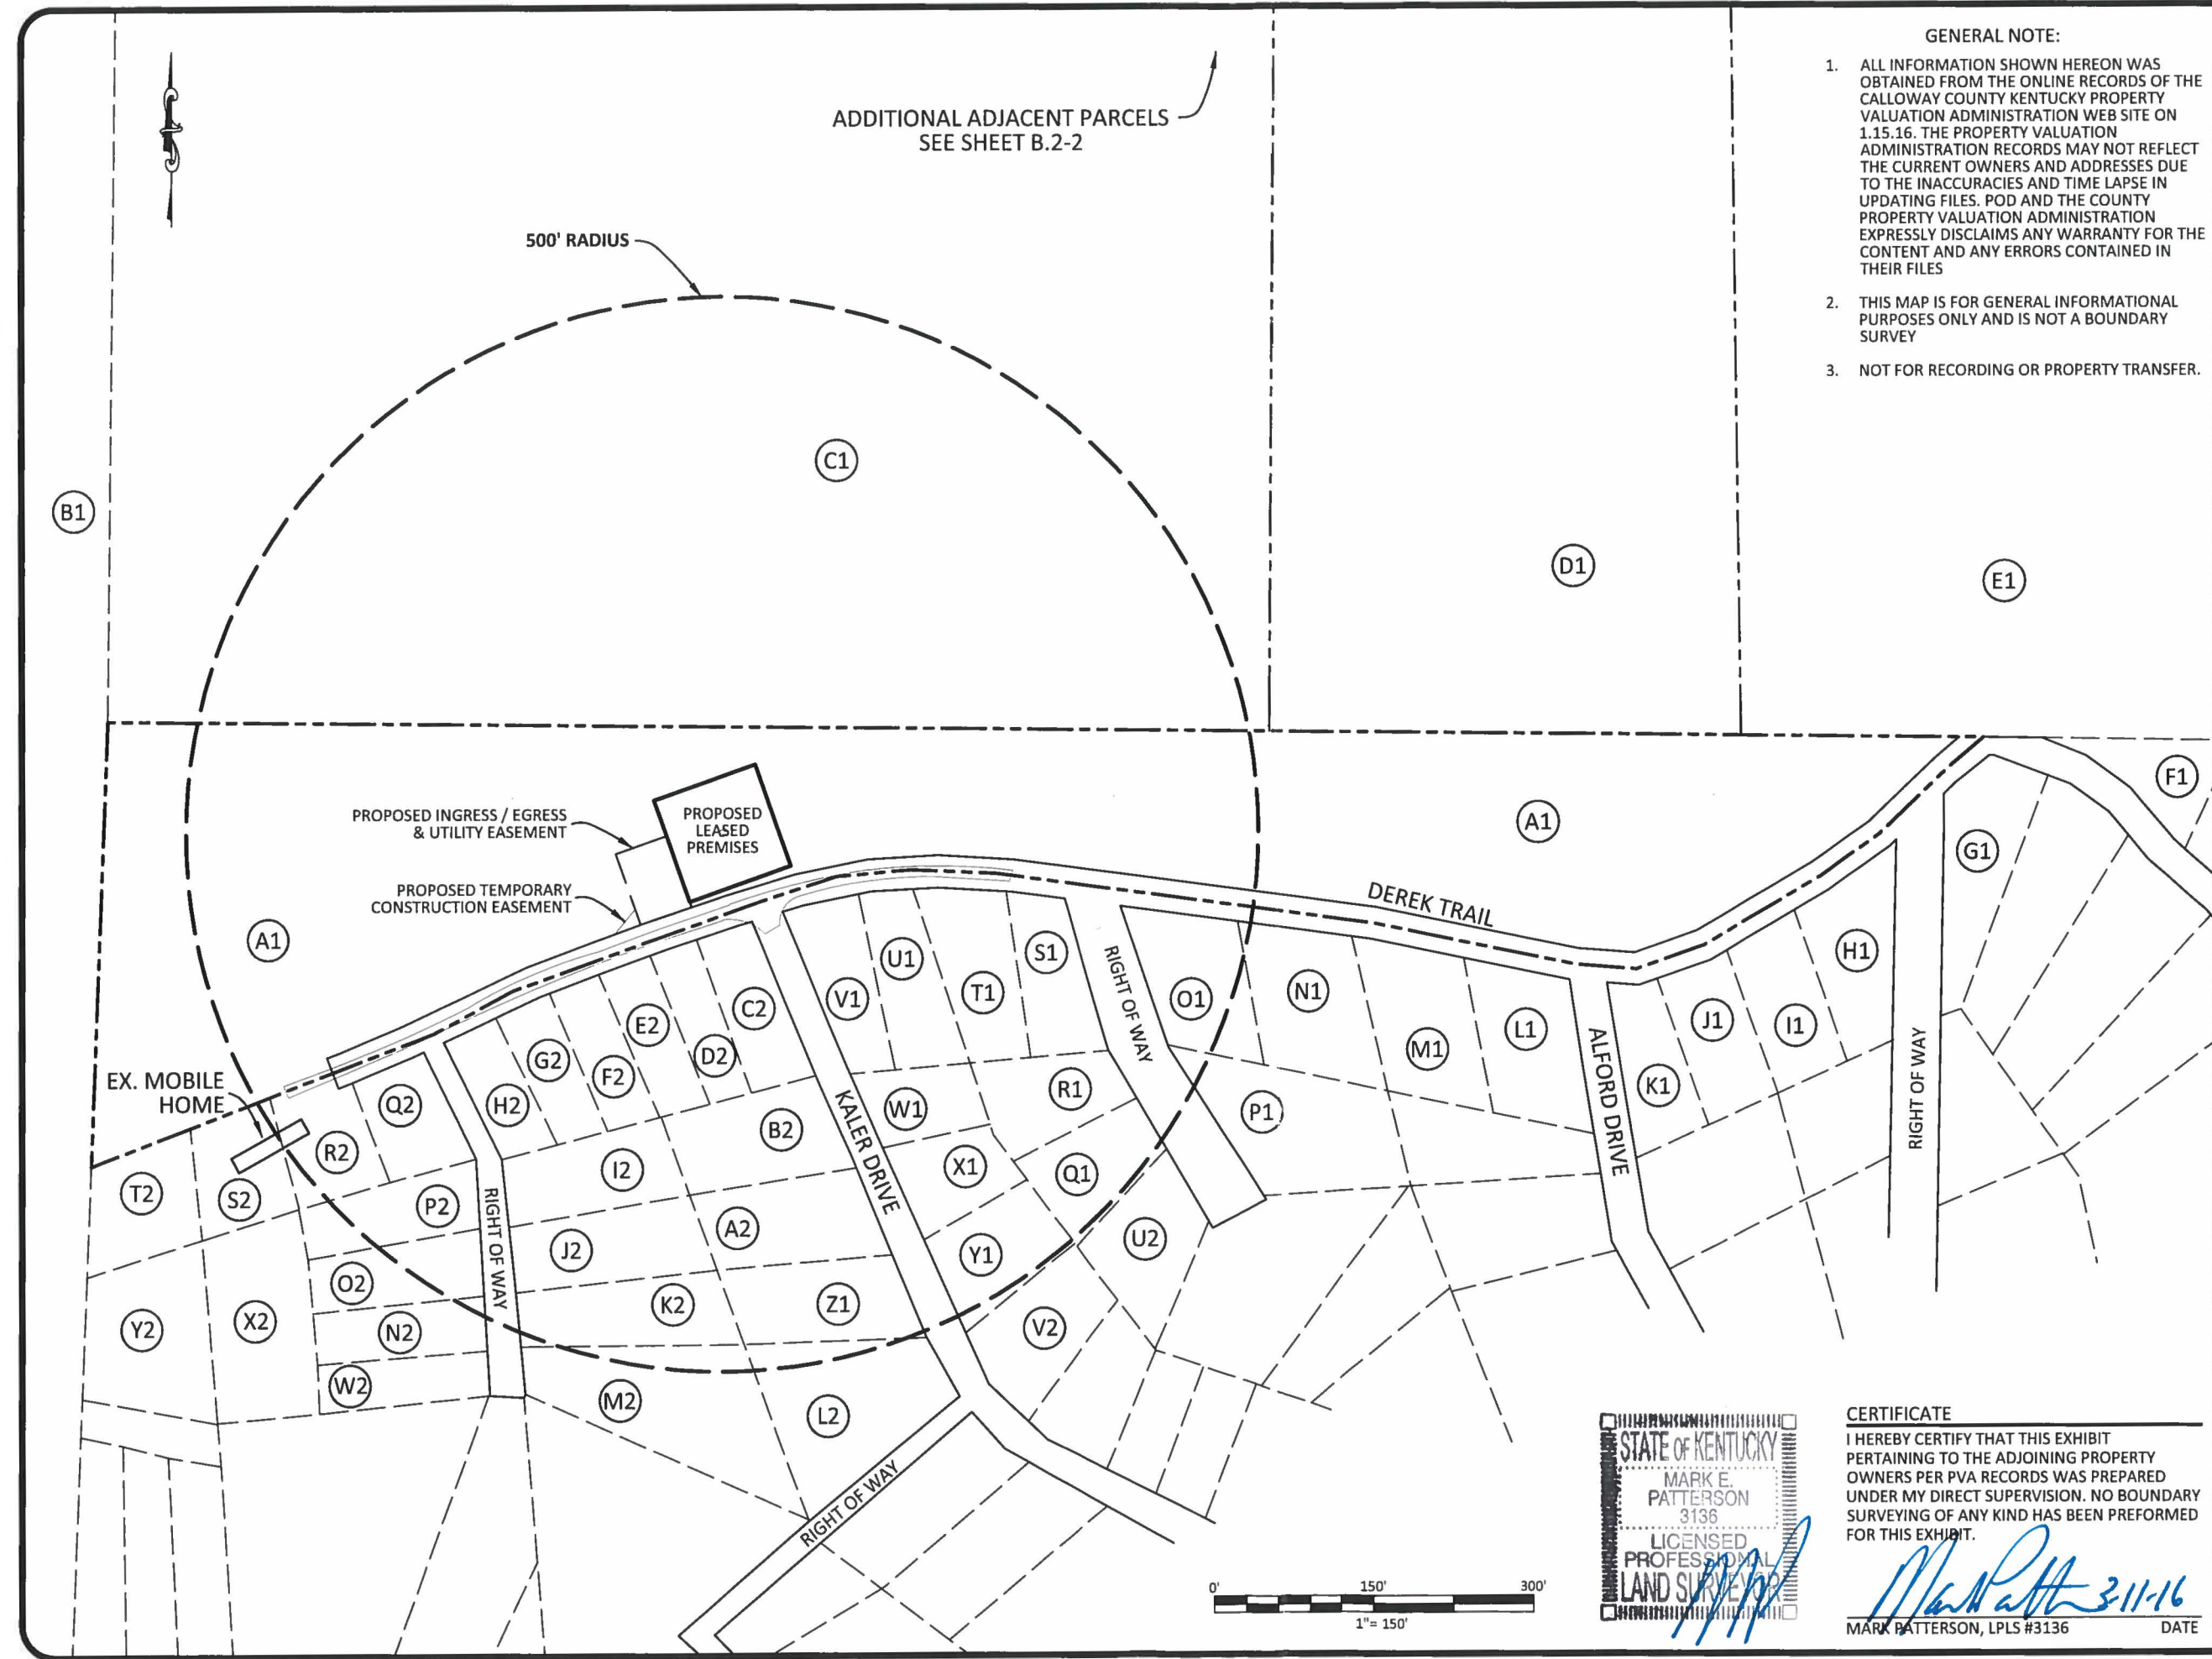 GENERAL NOTE:
1. ALL INFORMATION SHOWN HEREON WAS
OBTAINED FROM THE ONLINE RECORDS OF THE
CALLOWAY COUNTY KENTUCKY PROPERTY
VALUATION ADMINISTRATION WEB SITE ON
1.15.16. THE PROPERTY VALUATION
ADMINISTRATION RECORDS MAY NOT REFLECT
THE CURRENT OWNERS AND ADDRESSES DUE
TO THE INACCURACIES AND TIME LAPSE IN
UPDATING FILES. POD AND THE COUNTY
PROPERTY VALUATION ADMINISTRATION
EXPRESSLY DISCLAIMS ANY WARRANTY FOR THE
CONTENT AND ANY ERRORS CONTAINED IN
THEIR FILES
2. THIS MAP IS FOR GENERAL INFORMATIONAL
PURPOSES ONLY AND IS NOT A BOUNDARY
SURVEY
3. NOT FOR RECORDING OR PROPERTY TRANSFER.
ADDITIONAL ADJACENT PARCELS
SEE SHEET B.2-2
500' RADIUS
C1
B1
D1
E1
F1
PROPOSED INGRESS / EGRESS
& UTILITY EASEMENT
PROPOSED
LEASED
PREMISES
PROPOSED TEMPORARY
CONSTRUCTION EASEMENT
A1
G1
DEREK TRAIL
A1
H1
U1
S1
V1
T1
RIGHT OF WAY
O1
N1
C2
E2
D2
G2
F2
M1
L1
J1
I1
EX. MOBILE
HOME
Q2
H2
KALER DRIVE
W1
R1
P1
ALFORD DRIVE
K1
RIGHT OF WAY
R2
B2
I2
X1
Q1
T2
S2
P2
RIGHT OF WAY
J2
A2
Y1
U2
O2
K2
Z1
Y2
X2
N2
V2
W2
M2
L2
RIGHT OF WAY
0' 150' 300'
1"= 150'
STATE OF KENTUCKY
MARK E.
PATTERSON
3136
LICENSED
PROFESSIONAL
LAND SURVEYOR
CERTIFICATE
I HEREBY CERTIFY THAT THIS EXHIBIT
PERTAINING TO THE ADJOINING PROPERTY
OWNERS PER PVA RECORDS WAS PREPARED
UNDER MY DIRECT SUPERVISION. NO BOUNDARY
SURVEYING OF ANY KIND HAS BEEN PREFORMED
FOR THIS EXHIBIT.
3-11-16
MARK PATTERSON, LPLS #3136 DATE